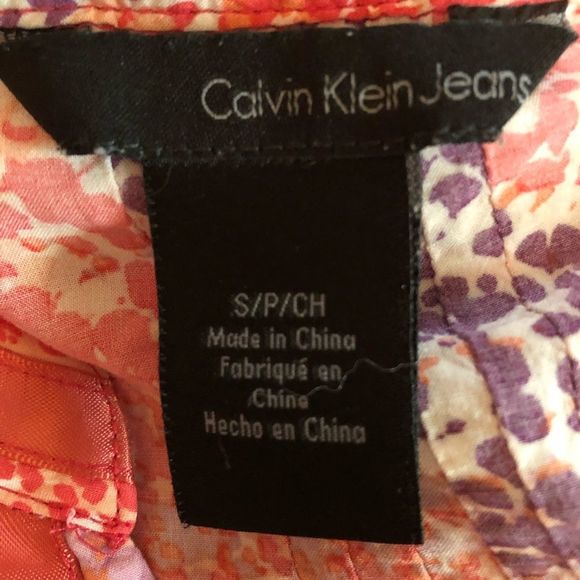 Calvin Klein Jeans
S/P/CH
Made in China
Fabriqué en
Chine
Hecho en China